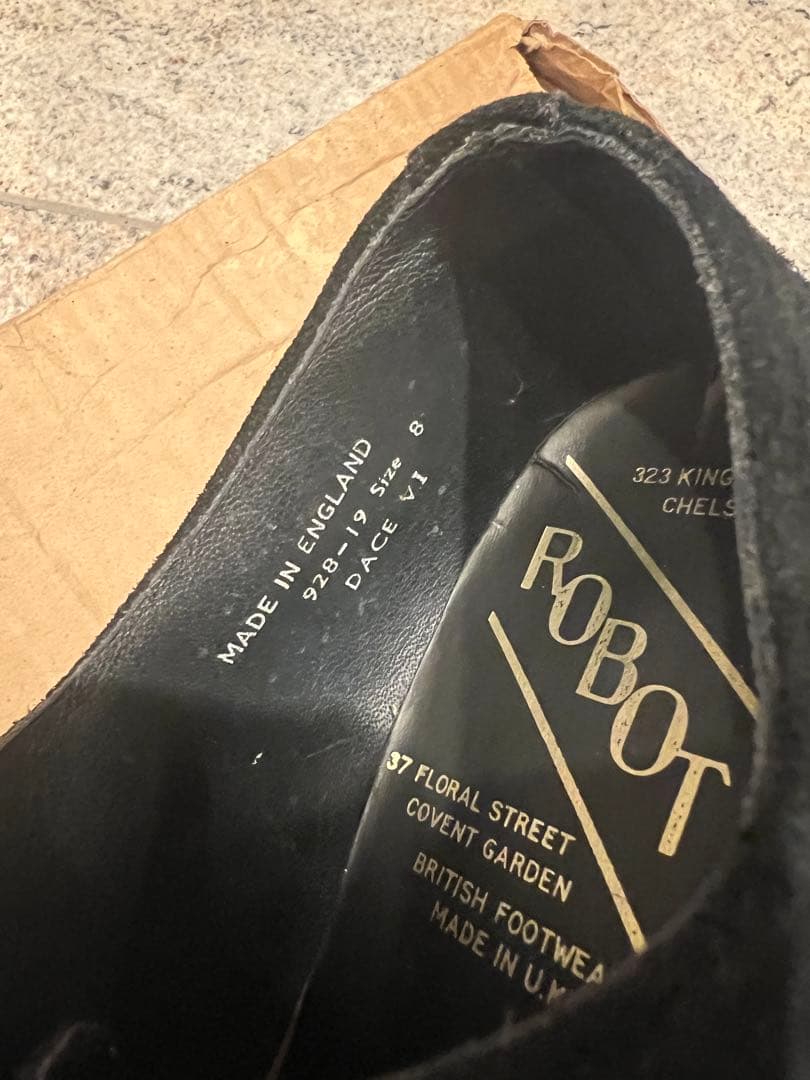 MADE IN ENGLAND
928-19 Size 8
DACE VI
323 KING
CHELS
ROBOT
37 FLORAL STREET
COVENT GARDEN
BRITISH FOOTWEA
MADE IN U.K